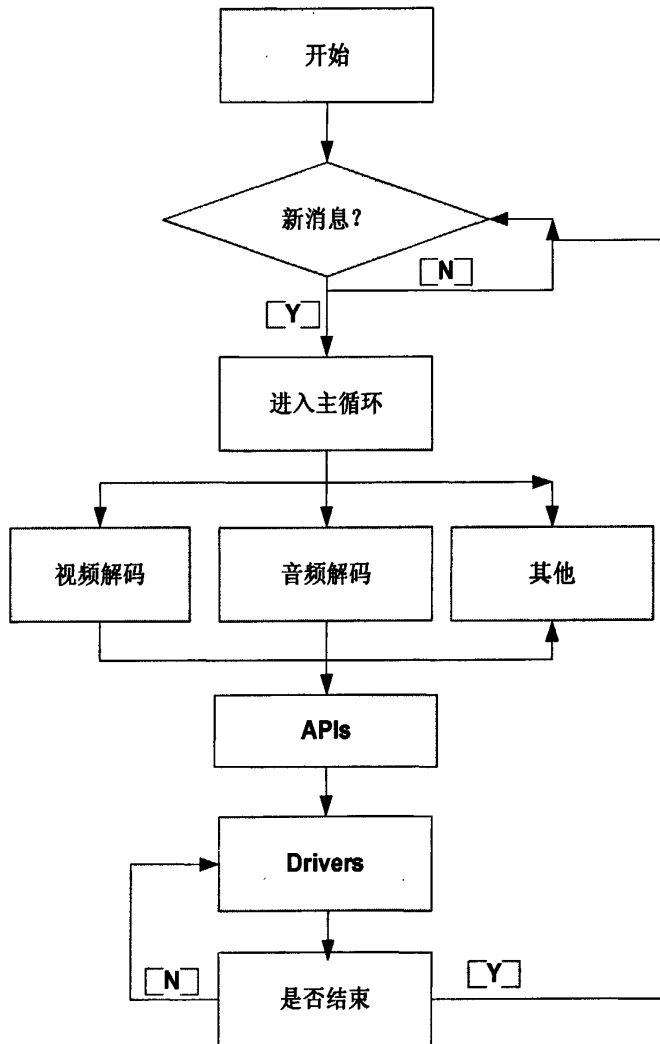 开始
新消息?
[N]
[Y]
进入主循环
视频解码
音频解码
其他
APIs
Drivers
[N]
[Y]
是否结束